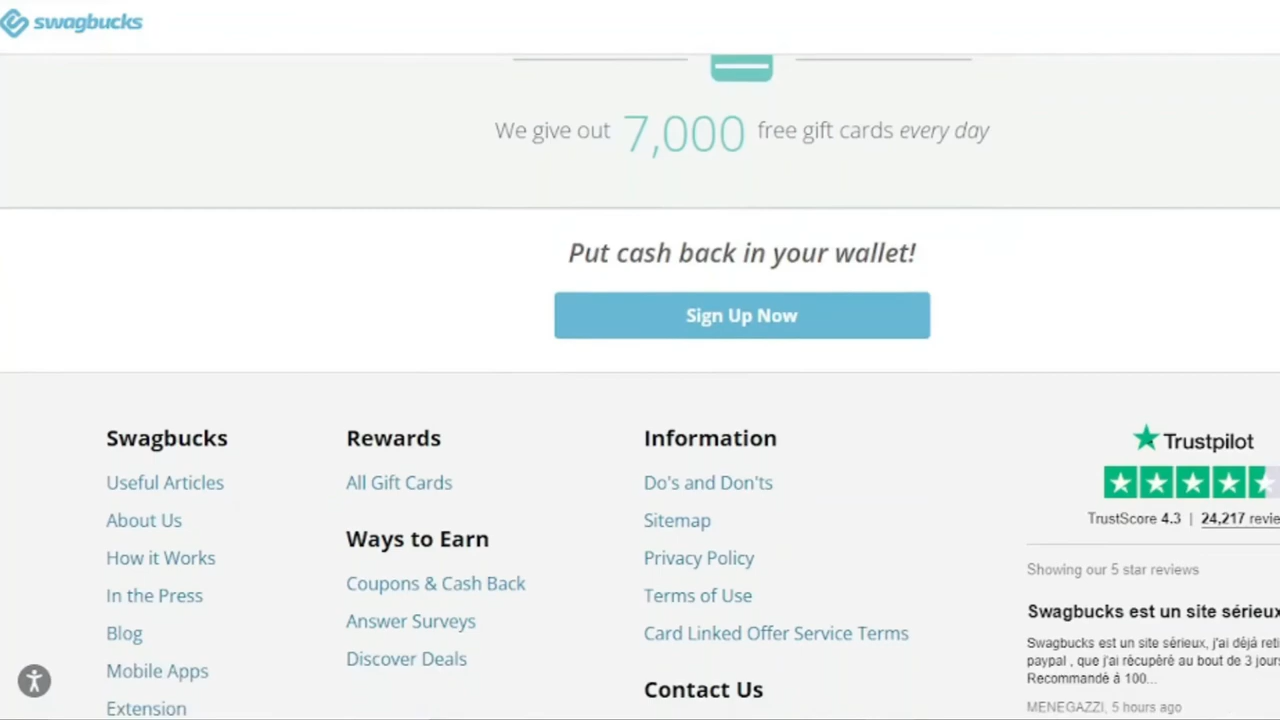 swagbucks
We give out 7,000 free gift cards every day
Put cash back in your wallet!
Sign Up Now
Swagbucks
Useful Articles
About Us
How it Works
In the Press
Blog
Mobile Apps
Extension
Rewards
All Gift Cards
Ways to Earn
Coupons & Cash Back
Answer Surveys
Discover Deals
Information
Do's and Don'ts
Sitemap
Privacy Policy
Terms of Use
Card Linked Offer Service Terms
Contact Us
Trustpilot
TrustScore 4.3 | 24,217
Showing our 5 star reviews
Swagbucks est un site sérieux
Swagbucks est un site sérieux, j'ai déjà
paypal , que j'ai récupéré au bout de 3
Recommandé à 100...
MENEGAZZI, 5 hours ago